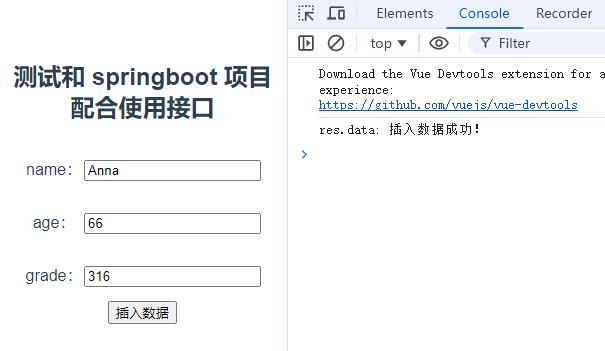 测试和 springboot 项目
配合使用接口
name：
Anna
age：
66
grade：
316
插入数据
Elements
Console
Recorder
top
Filter
Download the Vue Devtools extension for a
experience:
https://github.com/vuejs/vue-devtools
res.data: 插入数据成功!